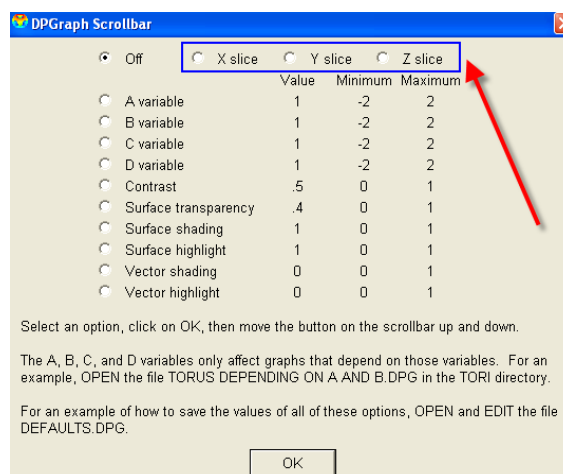 DPGraph Scrollbar
Off X slice Y slice Z slice
Value Minimum Maximum
A variable 1 -2 2
B variable 1 -2 2
C variable 1 -2 2
D variable 1 -2 2
Contrast .5 0 1
Surface transparency .4 0 1
Surface shading 1 0 1
Surface highlight 1 0 1
Vector shading 0 0 1
Vector highlight 0 0 1
Select an option, click on OK, then move the button on the scrollbar up and down.
The A, B, C, and D variables only affect graphs that depend on those variables. For an
example, OPEN the file TORUS DEPENDING ON A AND B.DPG in the TORI directory.
For an example of how to save the values of all of these options, OPEN and EDIT the file
DEFAULTS.DPG.
OK